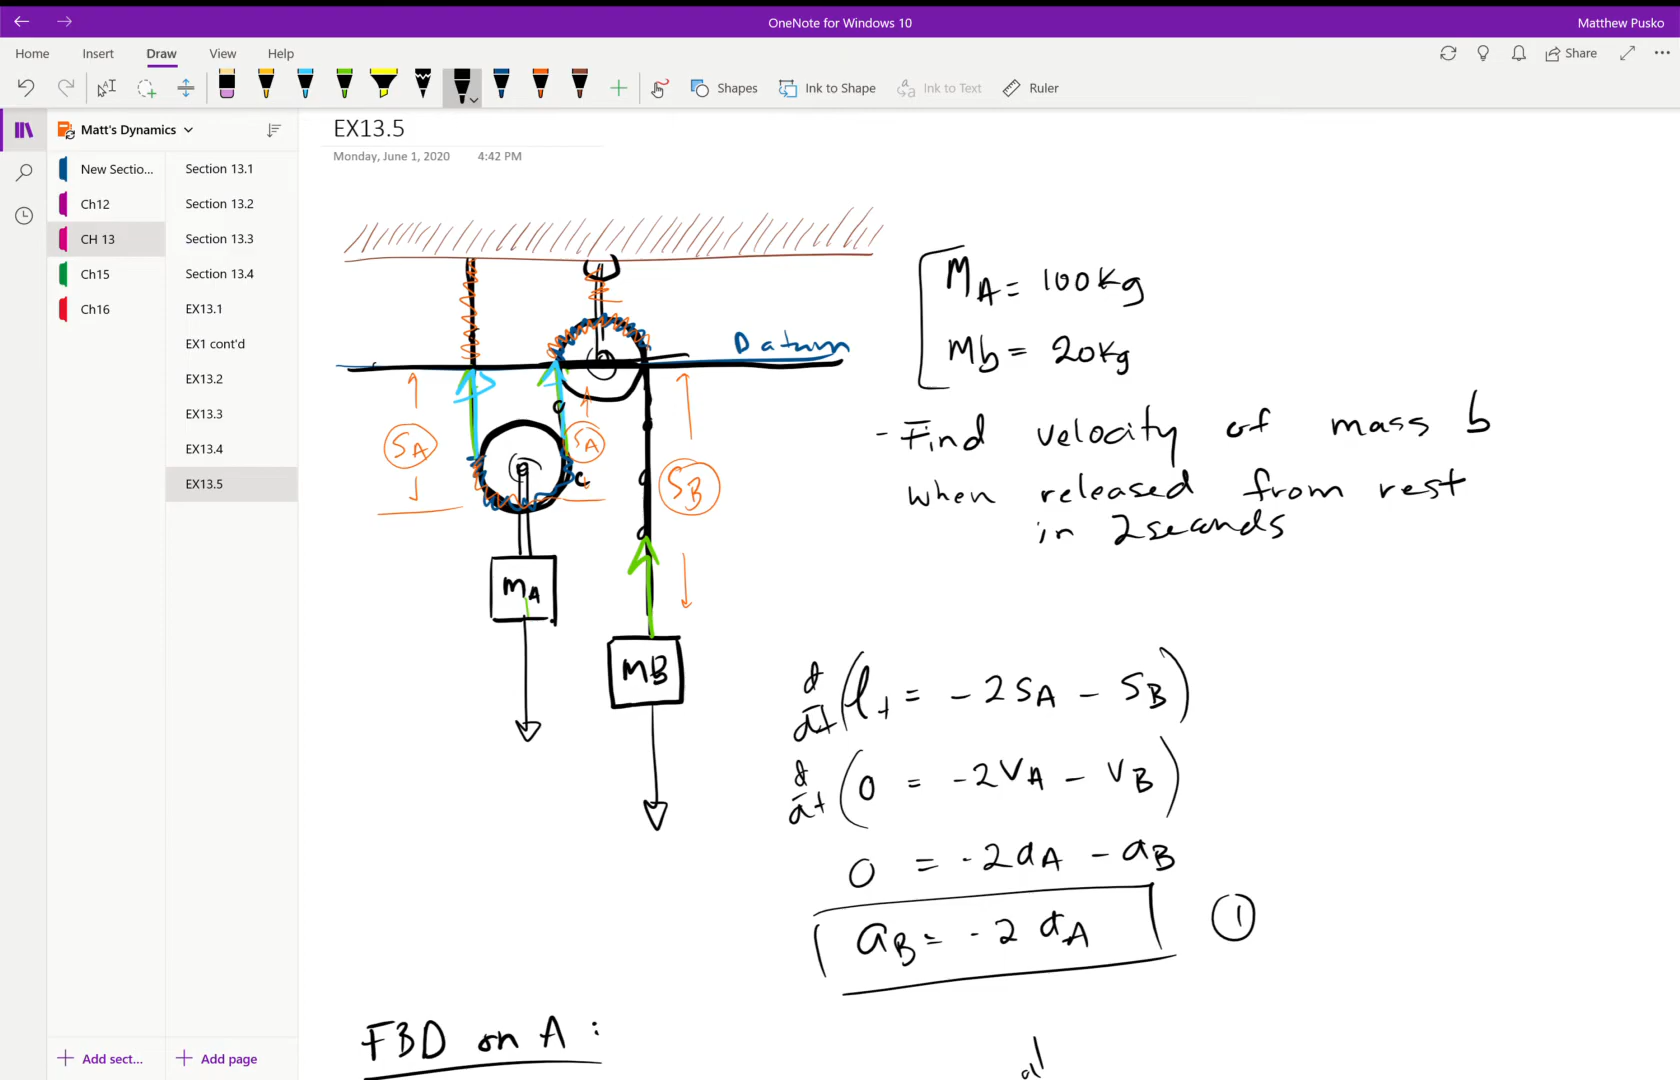 OneNote for Windows 10
Matthew Pusko
Home Insert Draw View Help
Share
Shapes Ink to Shape Ink to Text Ruler
Matt's Dynamics
New Sectio...
Ch12
CH 13
Ch15
Ch16
Section 13.1
Section 13.2
Section 13.3
Section 13.4
EX13.1
EX1 cont'd
EX13.2
EX13.3
EX13.4
EX13.5
Add sect...
Add page
EX13.5
Monday, June 1, 2020 4:42 PM
Datum
SA
SA
SB
MA
MB
MA = 100kg
Mb = 20kg
- Find velocity of mass b
when released from rest
in 2 seconds
d/dt (lt = -2SA - SB)
d/dt (0 = -2VA - VB)
0 = -2aA - aB
aB = -2aA ①
FBD on A: